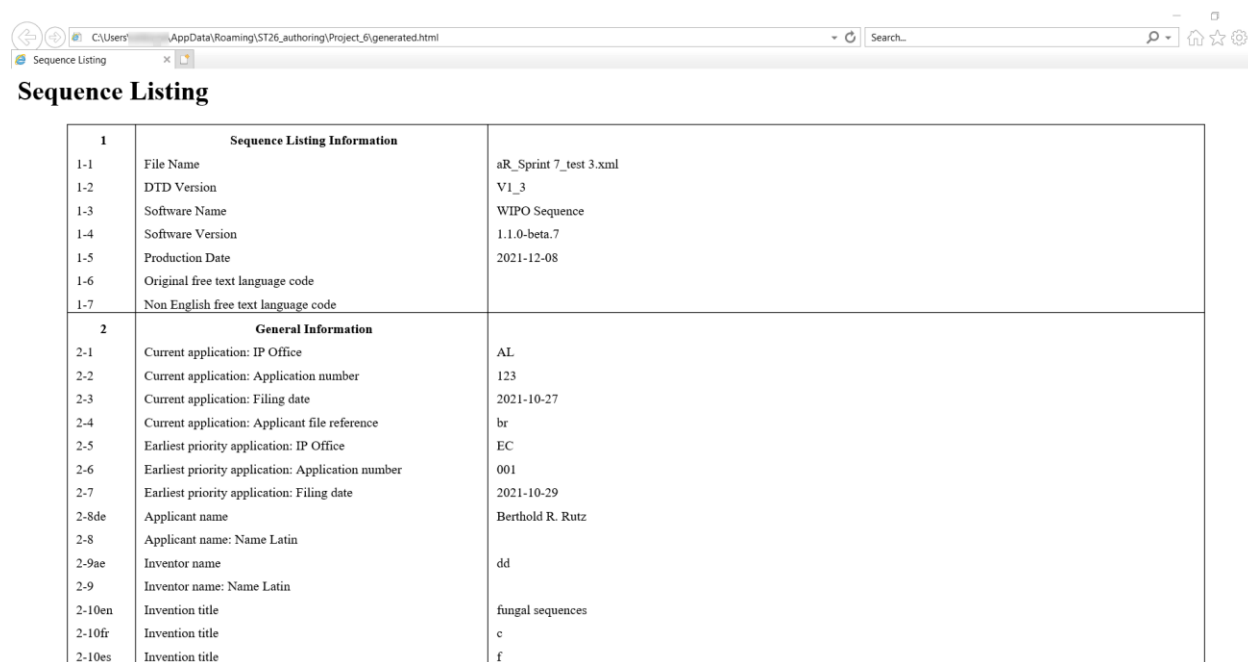 C:\Users\ \AppData\Roaming\ST26_authoring\Project_6\generated.html Search...
Sequence Listing
Sequence Listing
1 Sequence Listing Information
1-1 File Name aR_Sprint 7_test 3.xml
1-2 DTD Version V1_3
1-3 Software Name WIPO Sequence
1-4 Software Version 1.1.0-beta.7
1-5 Production Date 2021-12-08
1-6 Original free text language code
1-7 Non English free text language code
2 General Information
2-1 Current application: IP Office AL
2-2 Current application: Application number 123
2-3 Current application: Filing date 2021-10-27
2-4 Current application: Applicant file reference br
2-5 Earliest priority application: IP Office EC
2-6 Earliest priority application: Application number 001
2-7 Earliest priority application: Filing date 2021-10-29
2-8de Applicant name Berthold R. Rutz
2-8 Applicant name: Name Latin
2-9ae Inventor name dd
2-9 Inventor name: Name Latin
2-10en Invention title fungal sequences
2-10fr Invention title c
2-10es Invention title f